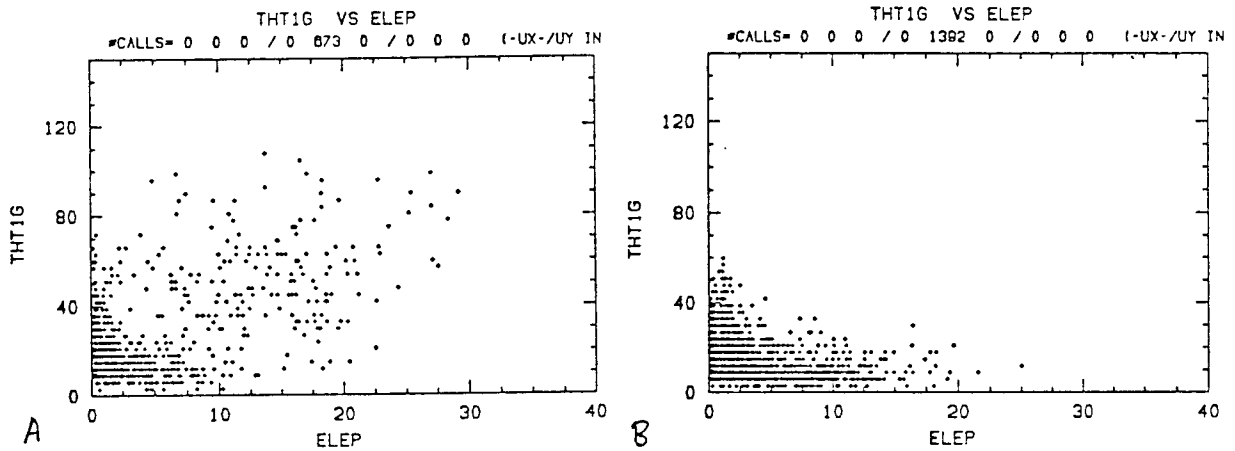 THT1G VS ELEP
#CALLS= 0 0 0 / 0 673 0 / 0 0 0 (-UX-/UY IN
120
80
40
0
THT1G
0 10 20 30 40
ELEP
A
THT1G VS ELEP
#CALLS= 0 0 0 / 0 1392 0 / 0 0 0 (-UX-/UY IN
120
80
40
0
THT1G
0 10 20 30 40
ELEP
B